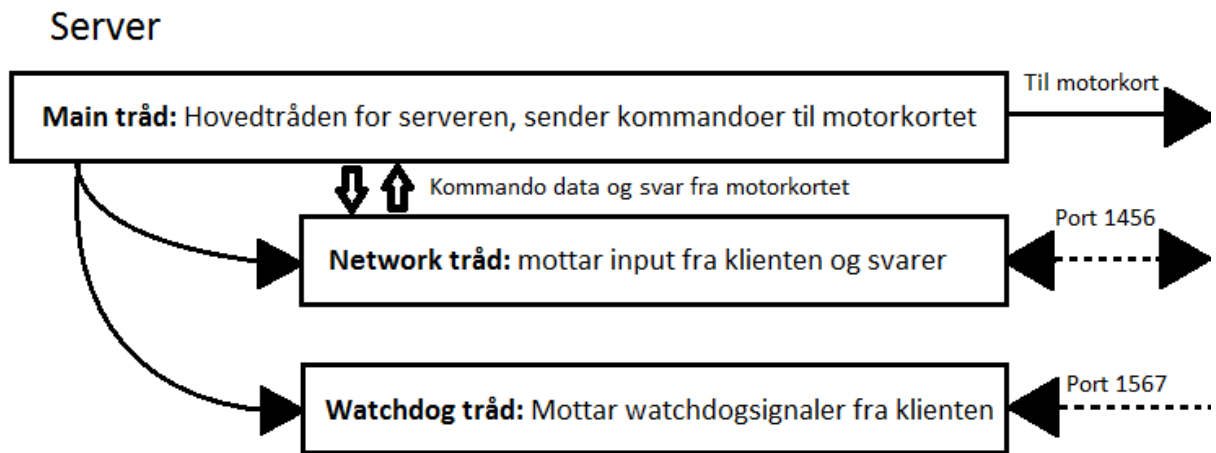 Server
Til motorkort
Main tråd: Hovedtråden for serveren, sender kommandoer til motorkortet
Kommando data og svar fra motorkortet
Port 1456
Network tråd: mottar input fra klienten og svarer
Port 1567
Watchdog tråd: Mottar watchdogsignaler fra klienten